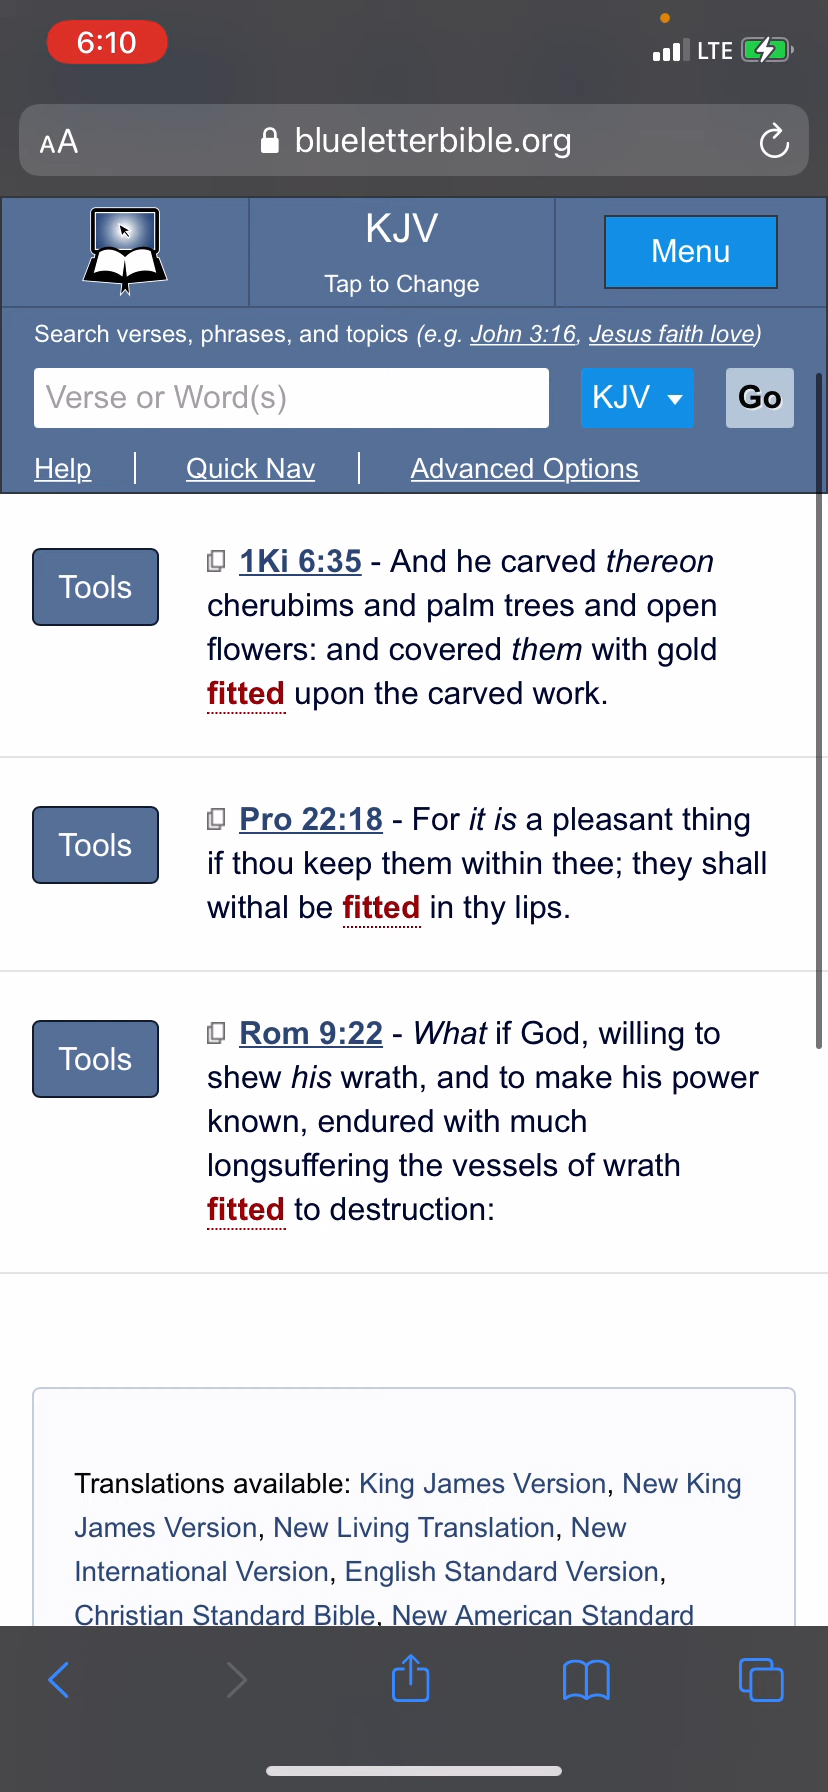 6:10
LTE
AA
blueletterbible.org
KJV
Tap to Change
Menu
Search verses, phrases, and topics (e.g. John 3:16, Jesus faith love)
Verse or Word(s)
KJV
Go
Help | Quick Nav | Advanced Options
Tools
1Ki 6:35 - And he carved thereon
cherubims and palm trees and open
flowers: and covered them with gold
fitted upon the carved work.
Tools
Pro 22:18 - For it is a pleasant thing
if thou keep them within thee; they shall
withal be fitted in thy lips.
Tools
Rom 9:22 - What if God, willing to
shew his wrath, and to make his power
known, endured with much
longsuffering the vessels of wrath
fitted to destruction:
Translations available: King James Version, New King
James Version, New Living Translation, New
International Version, English Standard Version,
Christian Standard Bible, New American Standard